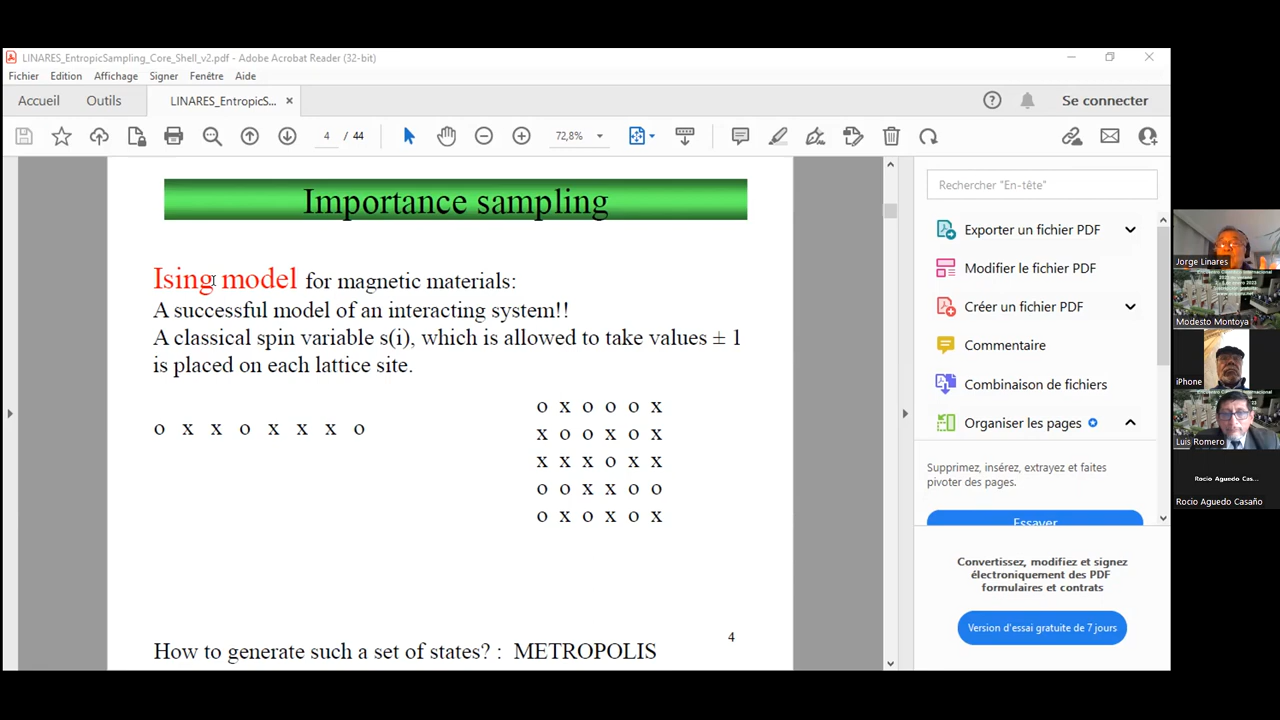 LINARES_EntropicSampling_Core_Shell_v2.pdf - Adobe Acrobat Reader (32-bit)
Fichier Edition Affichage Signer Fenêtre Aide
Accueil Outils LINARES_EntropicS... × Se connecter
4 / 44 72,8%
Importance sampling
Ising model for magnetic materials:
A successful model of an interacting system!!
A classical spin variable s(i), which is allowed to take values ± 1
is placed on each lattice site.
o x x o x x x o
o x o o o x
x o o x o x
x x x o x x
o o x x o o
o x o x o x
4
How to generate such a set of states? : METROPOLIS
Rechercher "En-tête"
Exporter un fichier PDF
Modifier le fichier PDF
Créer un fichier PDF
Commentaire
Combinaison de fichiers
Organiser les pages
Supprimez, insérez, extrayez et faites
pivoter des pages.
Essayer
Convertissez, modifiez et signez
électroniquement des PDF
formulaires et contrats
Version d'essai gratuite de 7 jours
Jorge Linares
Modesto Montoya
iPhone
Luis Romero
Rocio Aguedo Cas...
Rocio Aguedo Casaño